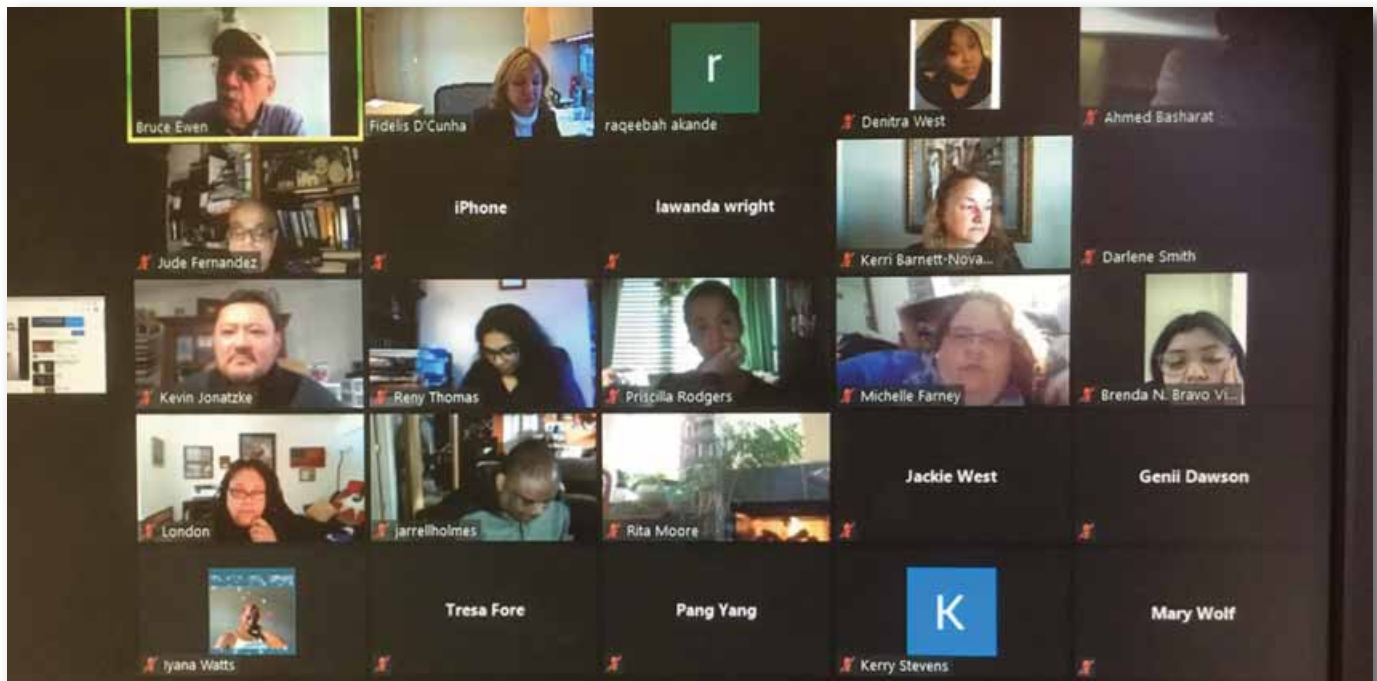 Bruce Ewen
Fidelis D'Cunha
r
raqeebah akande
Denitra West
Ahmed Basharat
Jude Fernandez
iPhone
lawanda wright
Kerri Barnett-Nova...
Darlene Smith
Kevin Jonatzke
Reny Thomas
Priscilla Rodgers
Michelle Farney
Brenda N. Bravo Vi...
London
jarrellholmes
Rita Moore
Jackie West
Genii Dawson
Iyana Watts
Tresa Fore
Pang Yang
K
Kerry Stevens
Mary Wolf